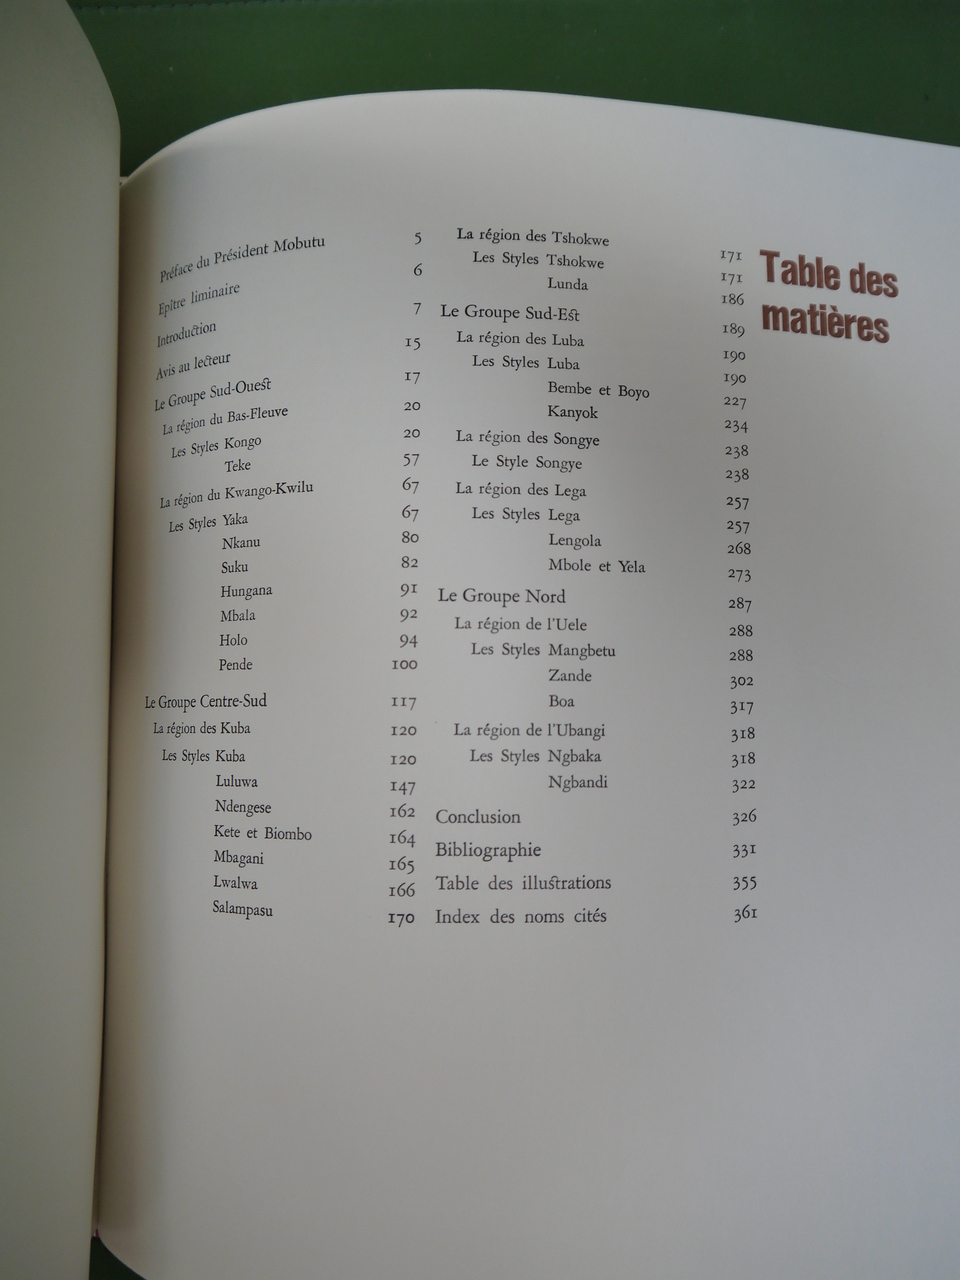 Table des
matières
Préface du Président Mobutu 5
Epître liminaire 6
Introduction 7
Avis au lecteur 15
Le Groupe Sud-Ouest 17
La région du Bas-Fleuve 20
Les Styles Kongo 20
Teke 57
La région du Kwango-Kwilu 67
Les Styles Yaka 67
Nkanu 80
Suku 82
Hungana 91
Mbala 92
Holo 94
Pende 100
Le Groupe Centre-Sud 117
La région des Kuba 120
Les Styles Kuba 120
Luluwa 147
Ndengese 162
Kete et Biombo 164
Mbagani 165
Lwalwa 166
Salampasu 170
La région des Tshokwe 171
Les Styles Tshokwe 171
Lunda 186
Le Groupe Sud-Est 189
La région des Luba 190
Les Styles Luba 190
Bembe et Boyo 227
Kanyok 234
La région des Songye 238
Le Style Songye 238
La région des Lega 257
Les Styles Lega 257
Lengola 268
Mbole et Yela 273
Le Groupe Nord 287
La région de l'Uele 288
Les Styles Mangbetu 288
Zande 302
Boa 317
La région de l'Ubangi 318
Les Styles Ngbaka 318
Ngbandi 322
Conclusion 326
Bibliographie 331
Table des illustrations 355
Index des noms cités 361